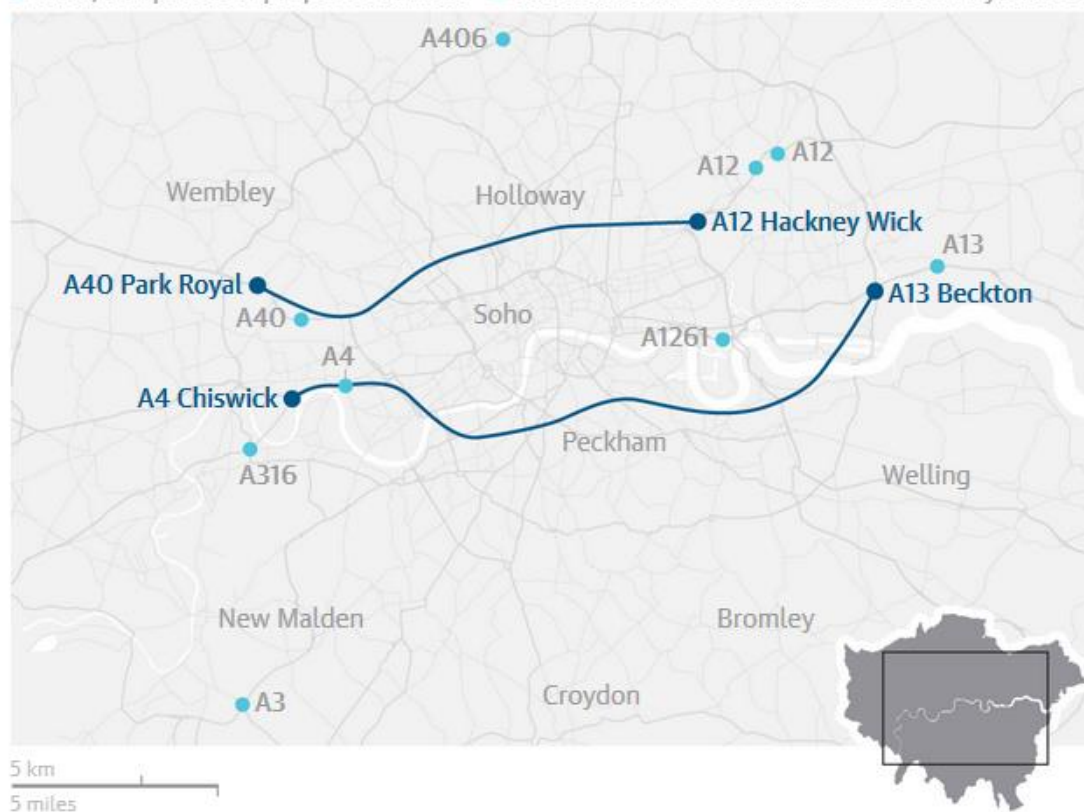 A406
A12
A12
Wembley
Holloway
A12 Hackney Wick
A13
A40 Park Royal
A13 Beckton
A40
Soho
A1261
A4
A4 Chiswick
Peckham
A316
Welling
New Malden
Bromley
A3
Croydon
5 km
5 miles